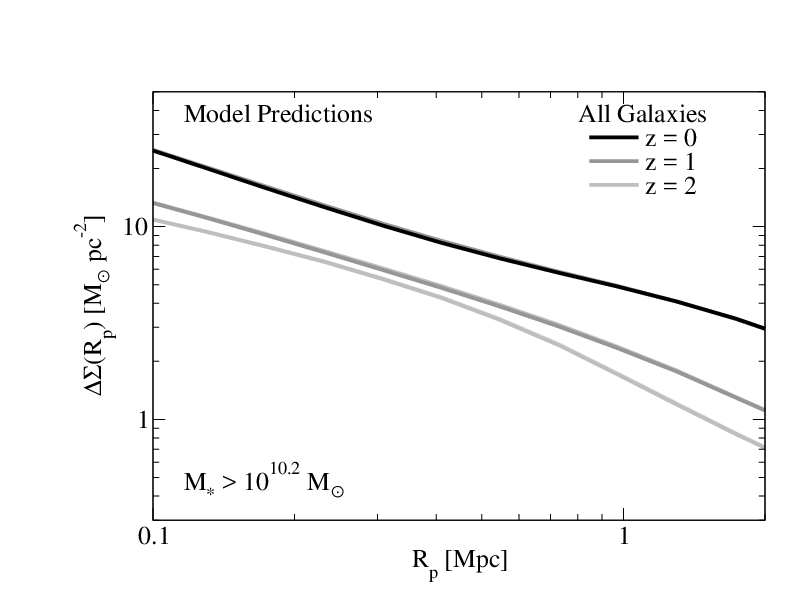 Model Predictions
All Galaxies
z = 0
z = 1
z = 2
10
1
ΔΣ(Rₚ) [M☉ pc⁻²]
M* > 10^10.2 M☉
0.1
1
Rₚ [Mpc]